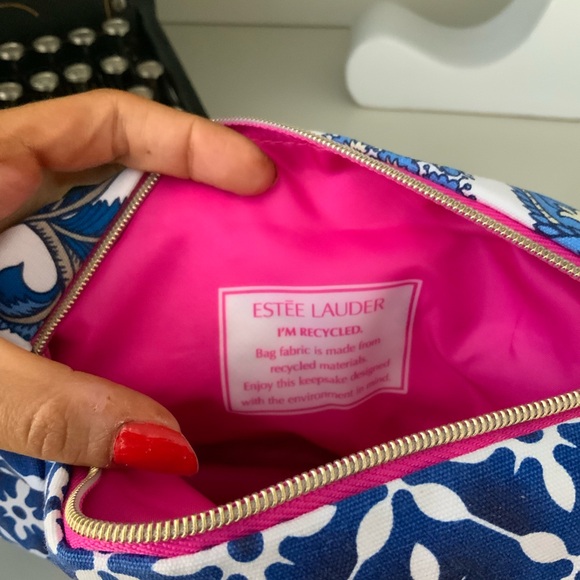 ESTĒE LAUDER
I'M RECYCLED.
Bag fabric is made from
recycled materials.
Enjoy this keepsake designed
with the environment in mind.